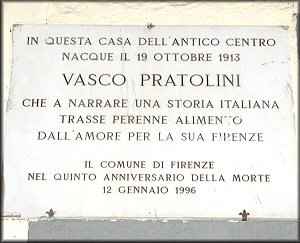 IN QUESTA CASA DELL'ANTICO CENTRO
NACQUE IL 19 OTTOBRE 1913
VASCO PRATOLINI
CHE A NARRARE UNA STORIA ITALIANA
TRASSE PERENNE ALIMENTO
DALL'AMORE PER LA SUA FIRENZE
IL COMUNE DI FIRENZE
NEL QUINTO ANNIVERSARIO DELLA MORTE
12 GENNAIO 1996